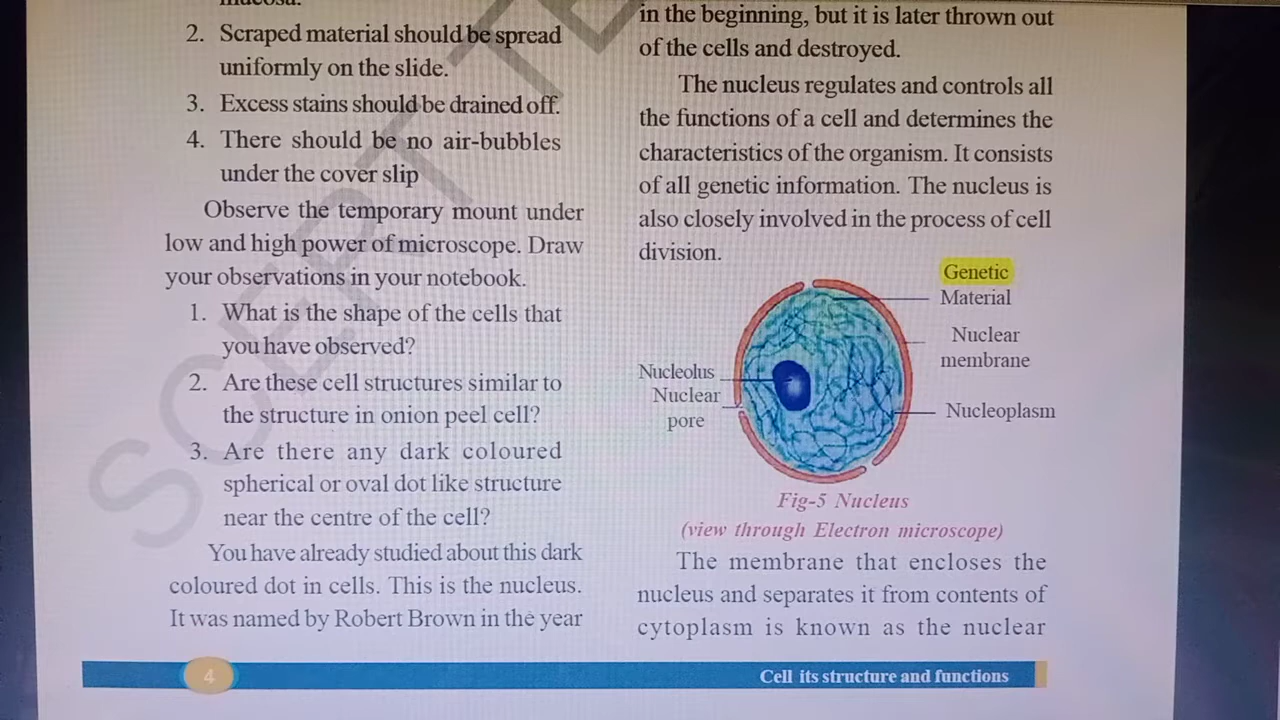 mucosa.
2. Scraped material should be spread
uniformly on the slide.
3. Excess stains should be drained off.
4. There should be no air-bubbles
under the cover slip
Observe the temporary mount under
low and high power of microscope. Draw
your observations in your notebook.
1. What is the shape of the cells that
you have observed?
2. Are these cell structures similar to
the structure in onion peel cell?
3. Are there any dark coloured
spherical or oval dot like structure
near the centre of the cell?
You have already studied about this dark
coloured dot in cells. This is the nucleus.
It was named by Robert Brown in the year
in the beginning, but it is later thrown out
of the cells and destroyed.
The nucleus regulates and controls all
the functions of a cell and determines the
characteristics of the organism. It consists
of all genetic information. The nucleus is
also closely involved in the process of cell
division.
Genetic
Material
Nuclear
membrane
Nucleolus
Nuclear
pore
Nucleoplasm
Fig-5 Nucleus
(view through Electron microscope)
The membrane that encloses the
nucleus and separates it from contents of
cytoplasm is known as the nuclear
4
Cell its structure and functions
SCERT TE